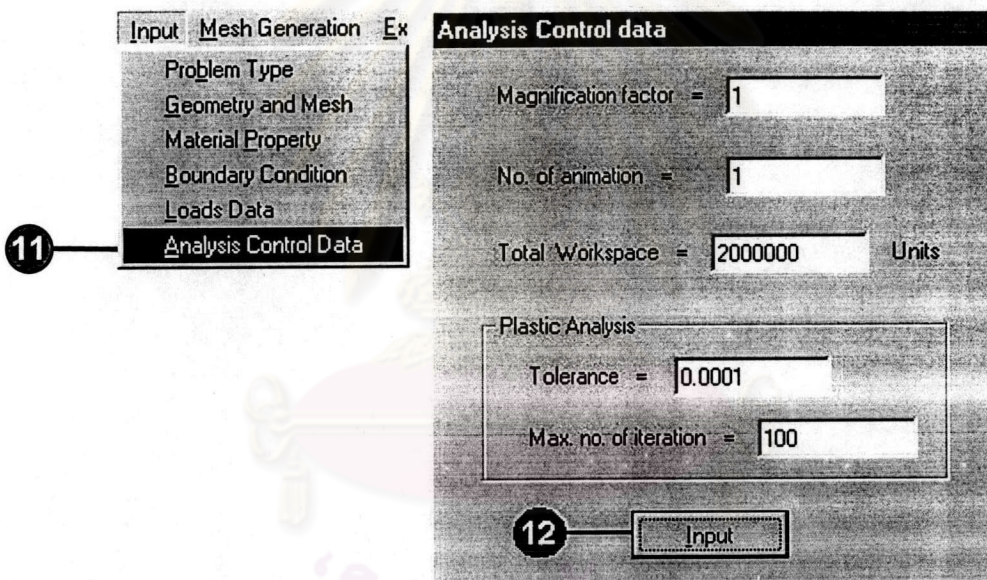 Input Mesh Generation Ex
Problem Type
Geometry and Mesh
Material Property
Boundary Condition
Loads Data
11
Analysis Control Data
Analysis Control data
Magnification factor = 1
No. of animation = 1
Total Workspace = 2000000 Units
Plastic Analysis
Tolerance = 0.0001
Max. no. of iteration = 100
12
Input